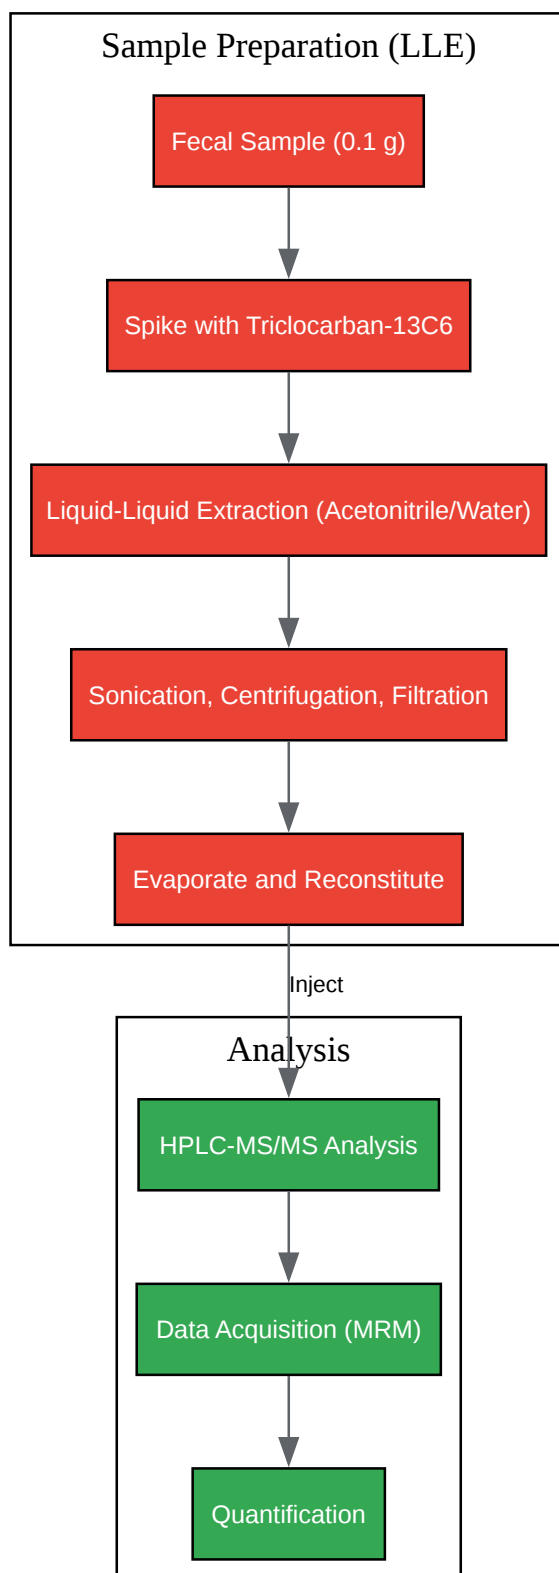 Sample Preparation (LLE)
Fecal Sample (0.1 g)
Spike with Triclocarban-13C6
Liquid-Liquid Extraction (Acetonitrile/Water)
Sonication, Centrifugation, Filtration
Evaporate and Reconstitute
Inject
Analysis
HPLC-MS/MS Analysis
Data Acquisition (MRM)
Quantification